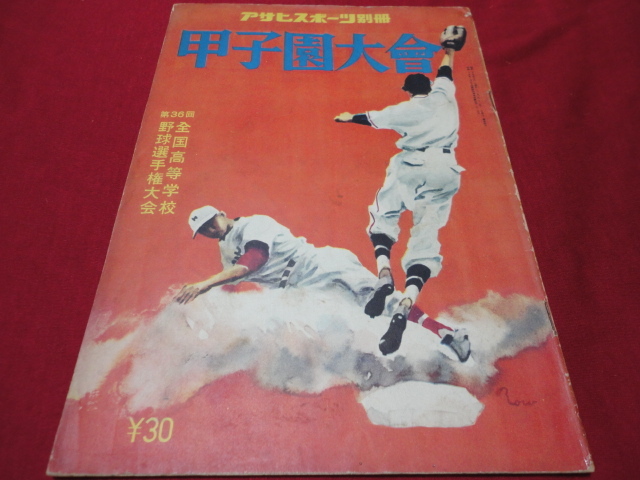 アサヒスポーツ別冊
甲子園大會
第36回
全国高等学校
野球選手権大会
¥30